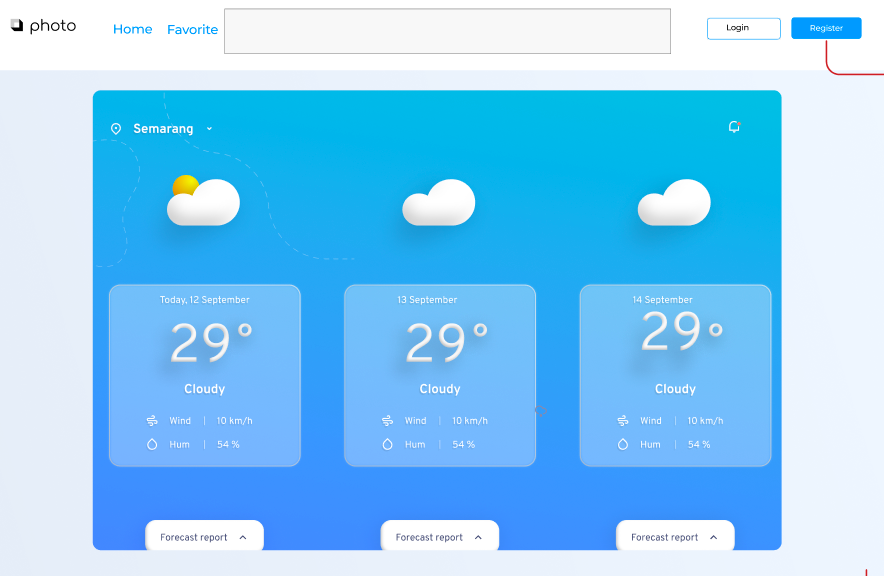 photo
Home Favorite
Login
Register
Semarang
Today, 12 September
29°
Cloudy
Wind | 10 km/h
Hum | 54 %
Forecast report
13 September
29°
Cloudy
Wind | 10 km/h
Hum | 54 %
Forecast report
14 September
29°
Cloudy
Wind | 10 km/h
Hum | 54 %
Forecast report